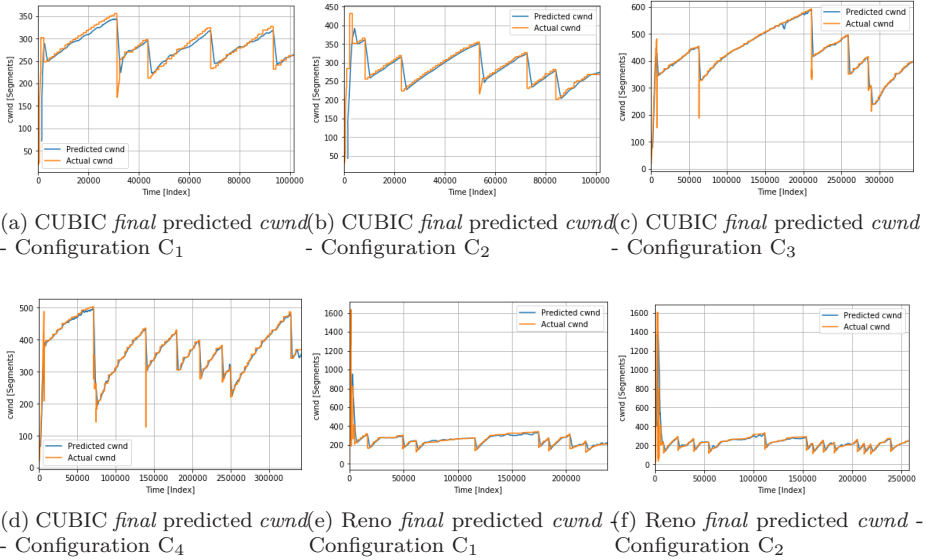 350
300
250
200
150
100
50
cwnd [Segments]
Predicted cwnd
Actual cwnd
0 20000 40000 60000 80000 100000
Time [Index]
450
400
350
300
250
200
150
100
50
cwnd [Segments]
Predicted cwnd
Actual cwnd
0 20000 40000 60000 80000 100000
Time [Index]
600
500
400
300
200
100
0
cwnd [Segments]
Predicted cwnd
Actual cwnd
0 50000 100000 150000 200000 250000 300000
Time [Index]
(a) CUBIC final predicted cwnd
- Configuration C1
(b) CUBIC final predicted cwnd
- Configuration C2
(c) CUBIC final predicted cwnd
- Configuration C3
500
400
300
200
100
0
cwnd [Segments]
Predicted cwnd
Actual cwnd
0 50000 100000 150000 200000 250000 300000
Time [Index]
1600
1400
1200
1000
800
600
400
200
0
cwnd [Segments]
Predicted cwnd
Actual cwnd
0 50000 100000 150000 200000
Time [Index]
1600
1400
1200
1000
800
600
400
200
0
cwnd [Segments]
Predicted cwnd
Actual cwnd
0 50000 100000 150000 200000 250000
Time [Index]
(d) CUBIC final predicted cwnd
- Configuration C4
(e) Reno final predicted cwnd -
Configuration C1
(f) Reno final predicted cwnd -
Configuration C2